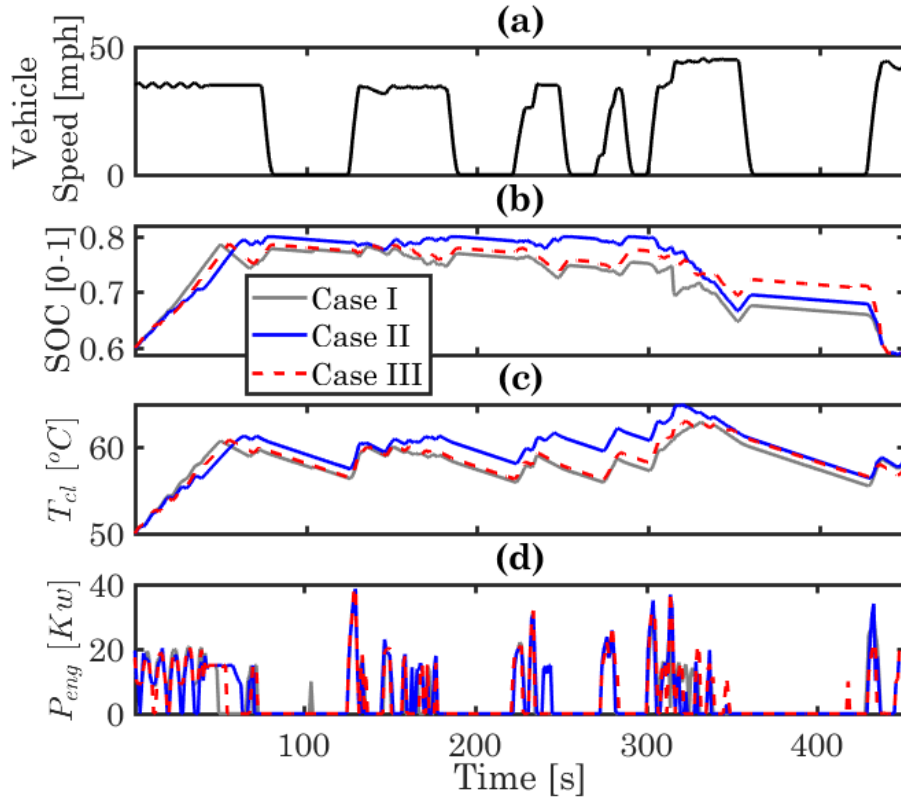 (a)
Vehicle
Speed [mph]
50
0
(b)
SOC [0-1]
0.8
0.7
0.6
Case I
Case II
Case III
(c)
T_cl [°C]
60
50
(d)
P_eng [Kw]
40
20
0
100
200
300
400
Time [s]